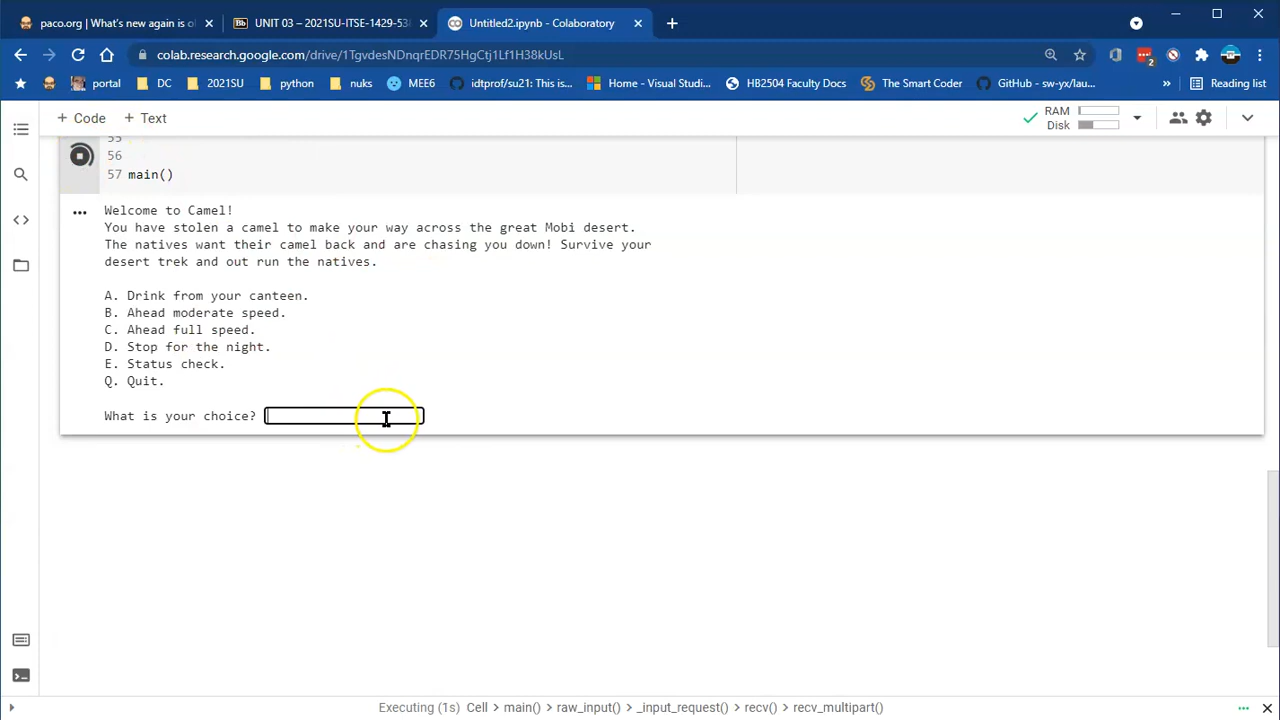 paco.org | What's new again is ol
Bb UNIT 03 – 2021SU-ITSE-1429-53
Untitled2.ipynb - Colaboratory
colab.research.google.com/drive/1TgvdesNDnqrEDR75HgCtj1Lf1H38kUsL
2
portal
DC
2021SU
python
nuks
MEE6
idtprof/su21: This is...
Home - Visual Studi...
HB2504 Faculty Docs
The Smart Coder
GitHub - sw-yx/lau...
»
Reading list
+ Code + Text
RAM
Disk
55
56
57 main()
Welcome to Camel!
You have stolen a camel to make your way across the great Mobi desert.
The natives want their camel back and are chasing you down! Survive your
desert trek and out run the natives.
A. Drink from your canteen.
B. Ahead moderate speed.
C. Ahead full speed.
D. Stop for the night.
E. Status check.
Q. Quit.
What is your choice?
Executing (1s) Cell > main() > raw_input() > _input_request() > recv() > recv_multipart()